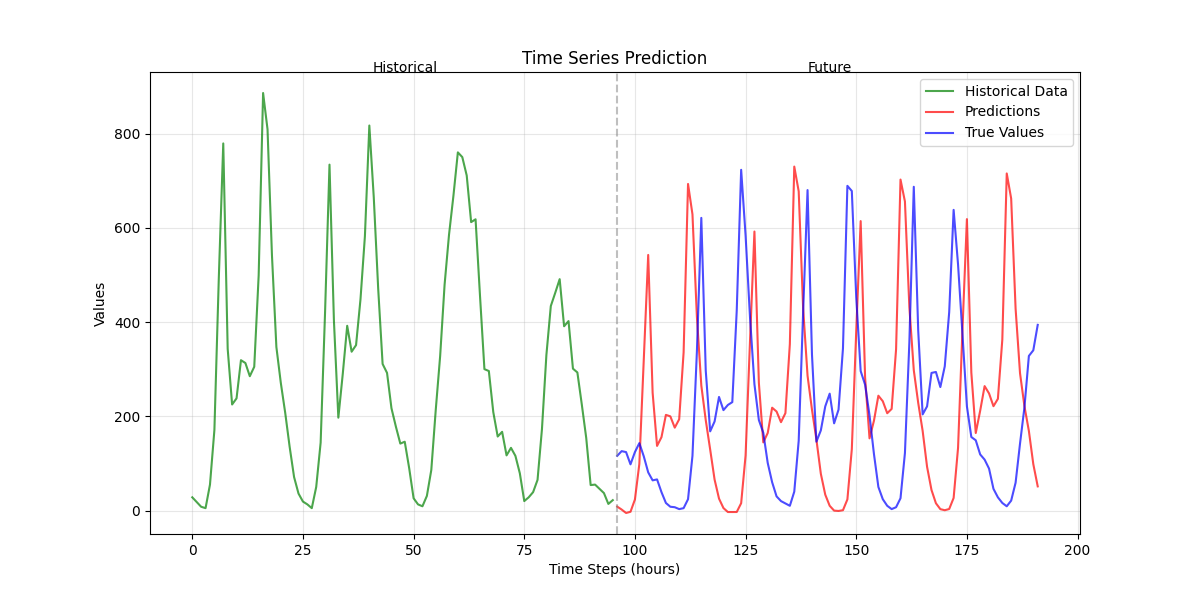 Time Series Prediction
Historical
Future
Historical Data
Predictions
True Values
Values
800
600
400
200
0
0
25
50
75
100
125
150
175
200
Time Steps (hours)